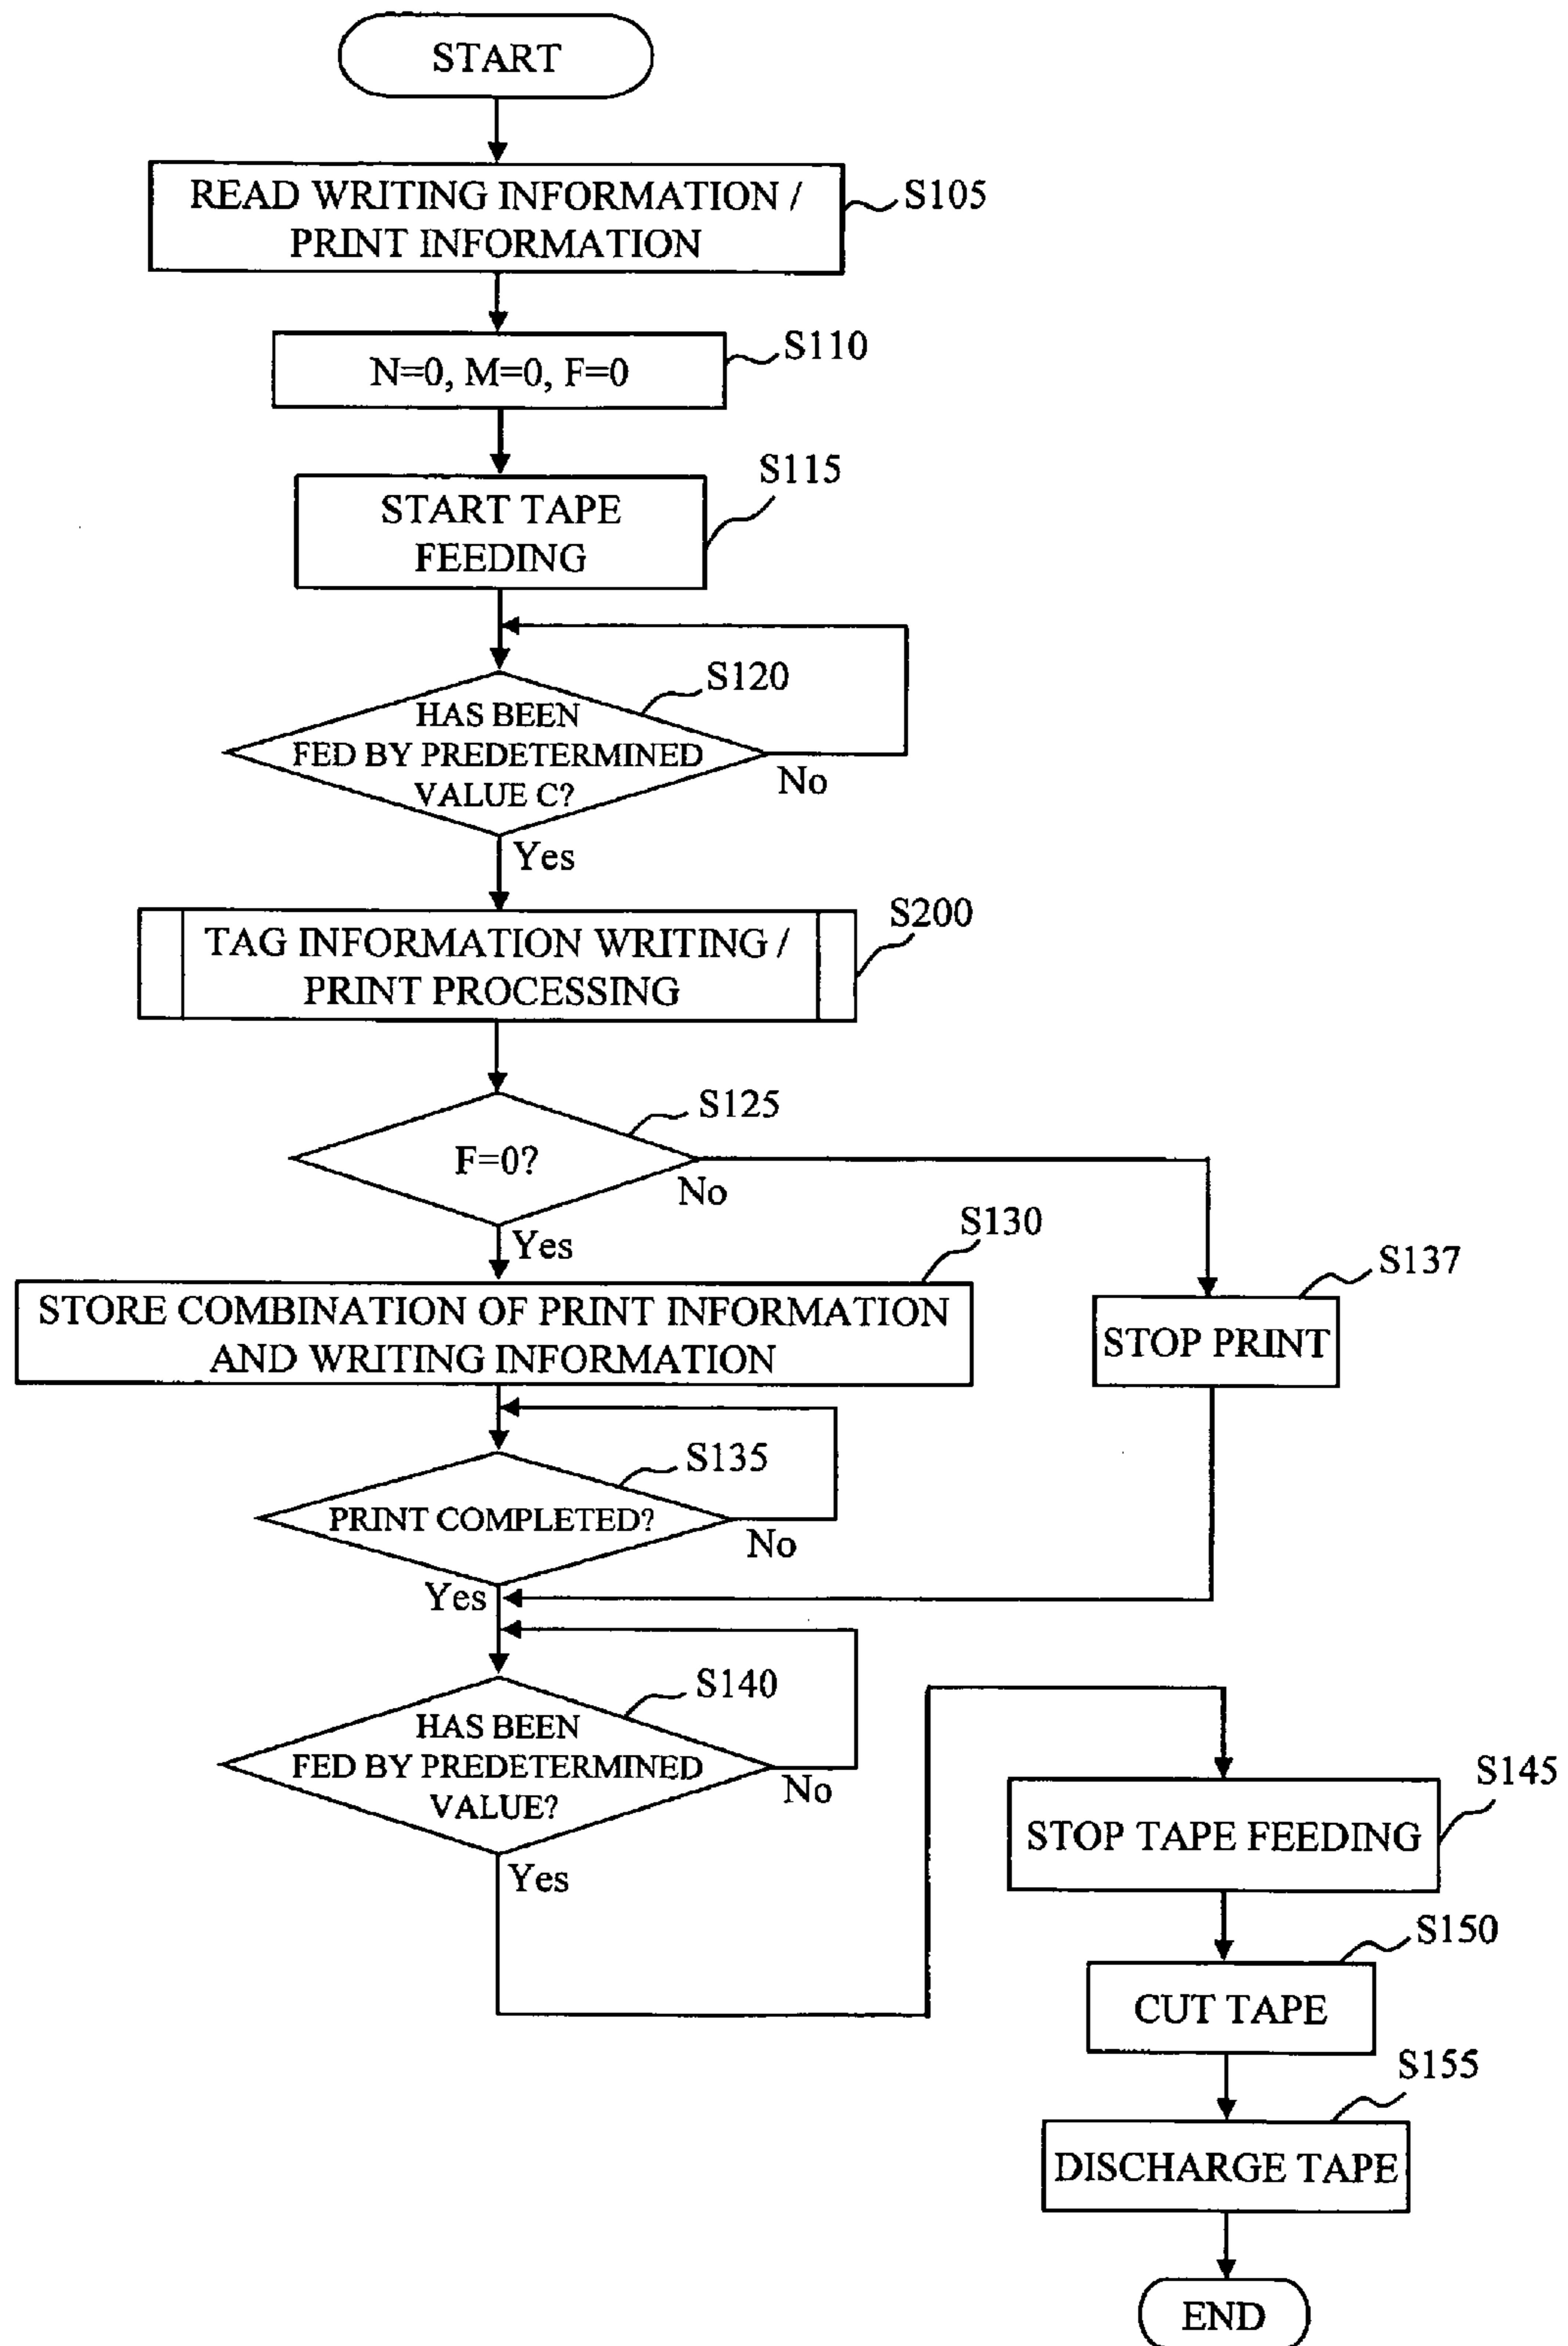 START
READ WRITING INFORMATION /
PRINT INFORMATION
S105
N=0, M=0, F=0
S110
START TAPE
FEEDING
S115
S120
HAS BEEN
FED BY PREDETERMINED
VALUE C?
No
Yes
TAG INFORMATION WRITING /
PRINT PROCESSING
S200
S125
F=0?
No
Yes
S130
STORE COMBINATION OF PRINT INFORMATION
AND WRITING INFORMATION
S137
STOP PRINT
S135
PRINT COMPLETED?
No
Yes
S140
HAS BEEN
FED BY PREDETERMINED
VALUE?
No
Yes
S145
STOP TAPE FEEDING
S150
CUT TAPE
S155
DISCHARGE TAPE
END